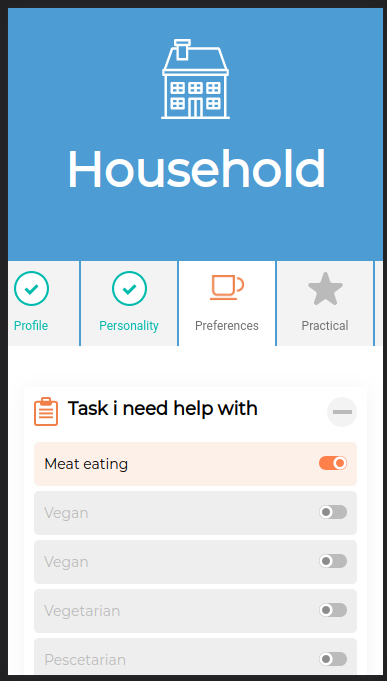 Household
Profile
Personality
Preferences
Practical
Task i need help with
Meat eating
Vegan
Vegan
Vegetarian
Pescetarian